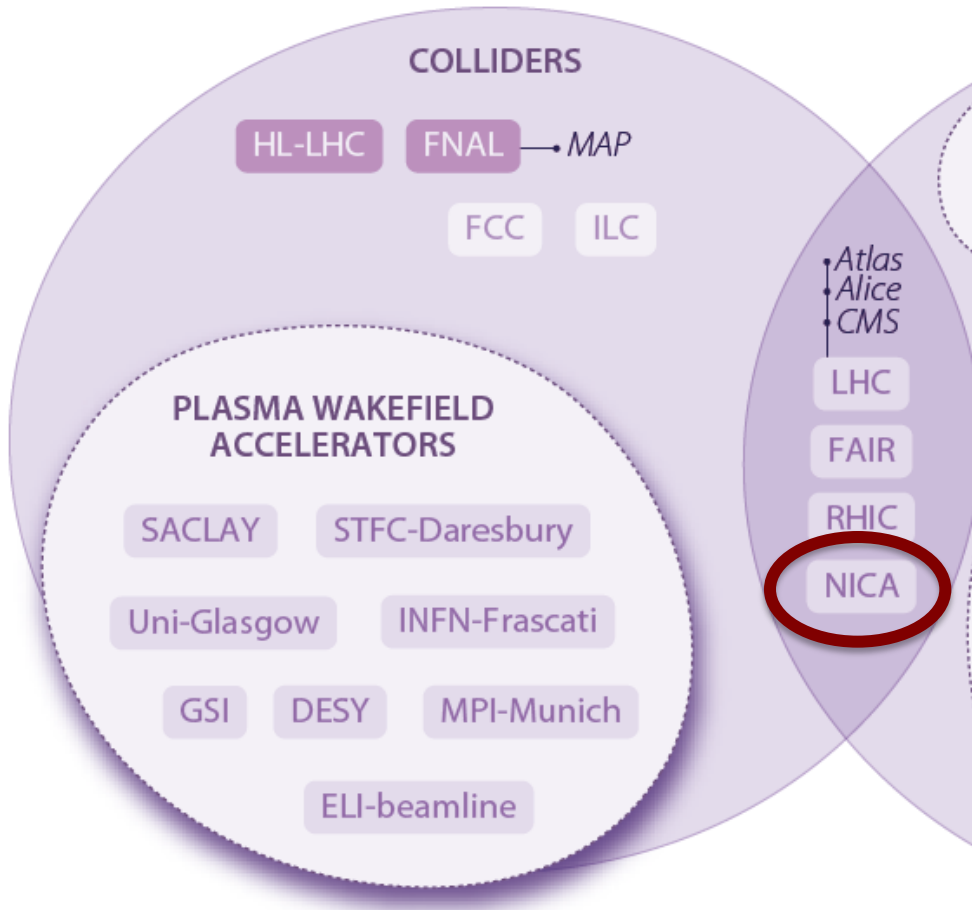 COLLIDERS
HL-LHC FNAL MAP
FCC ILC
Atlas
Alice
CMS
LHC
FAIR
RHIC
NICA
PLASMA WAKEFIELD
ACCELERATORS
SACLAY STFC-Daresbury
Uni-Glasgow INFN-Frascati
GSI DESY MPI-Munich
ELI-beamline